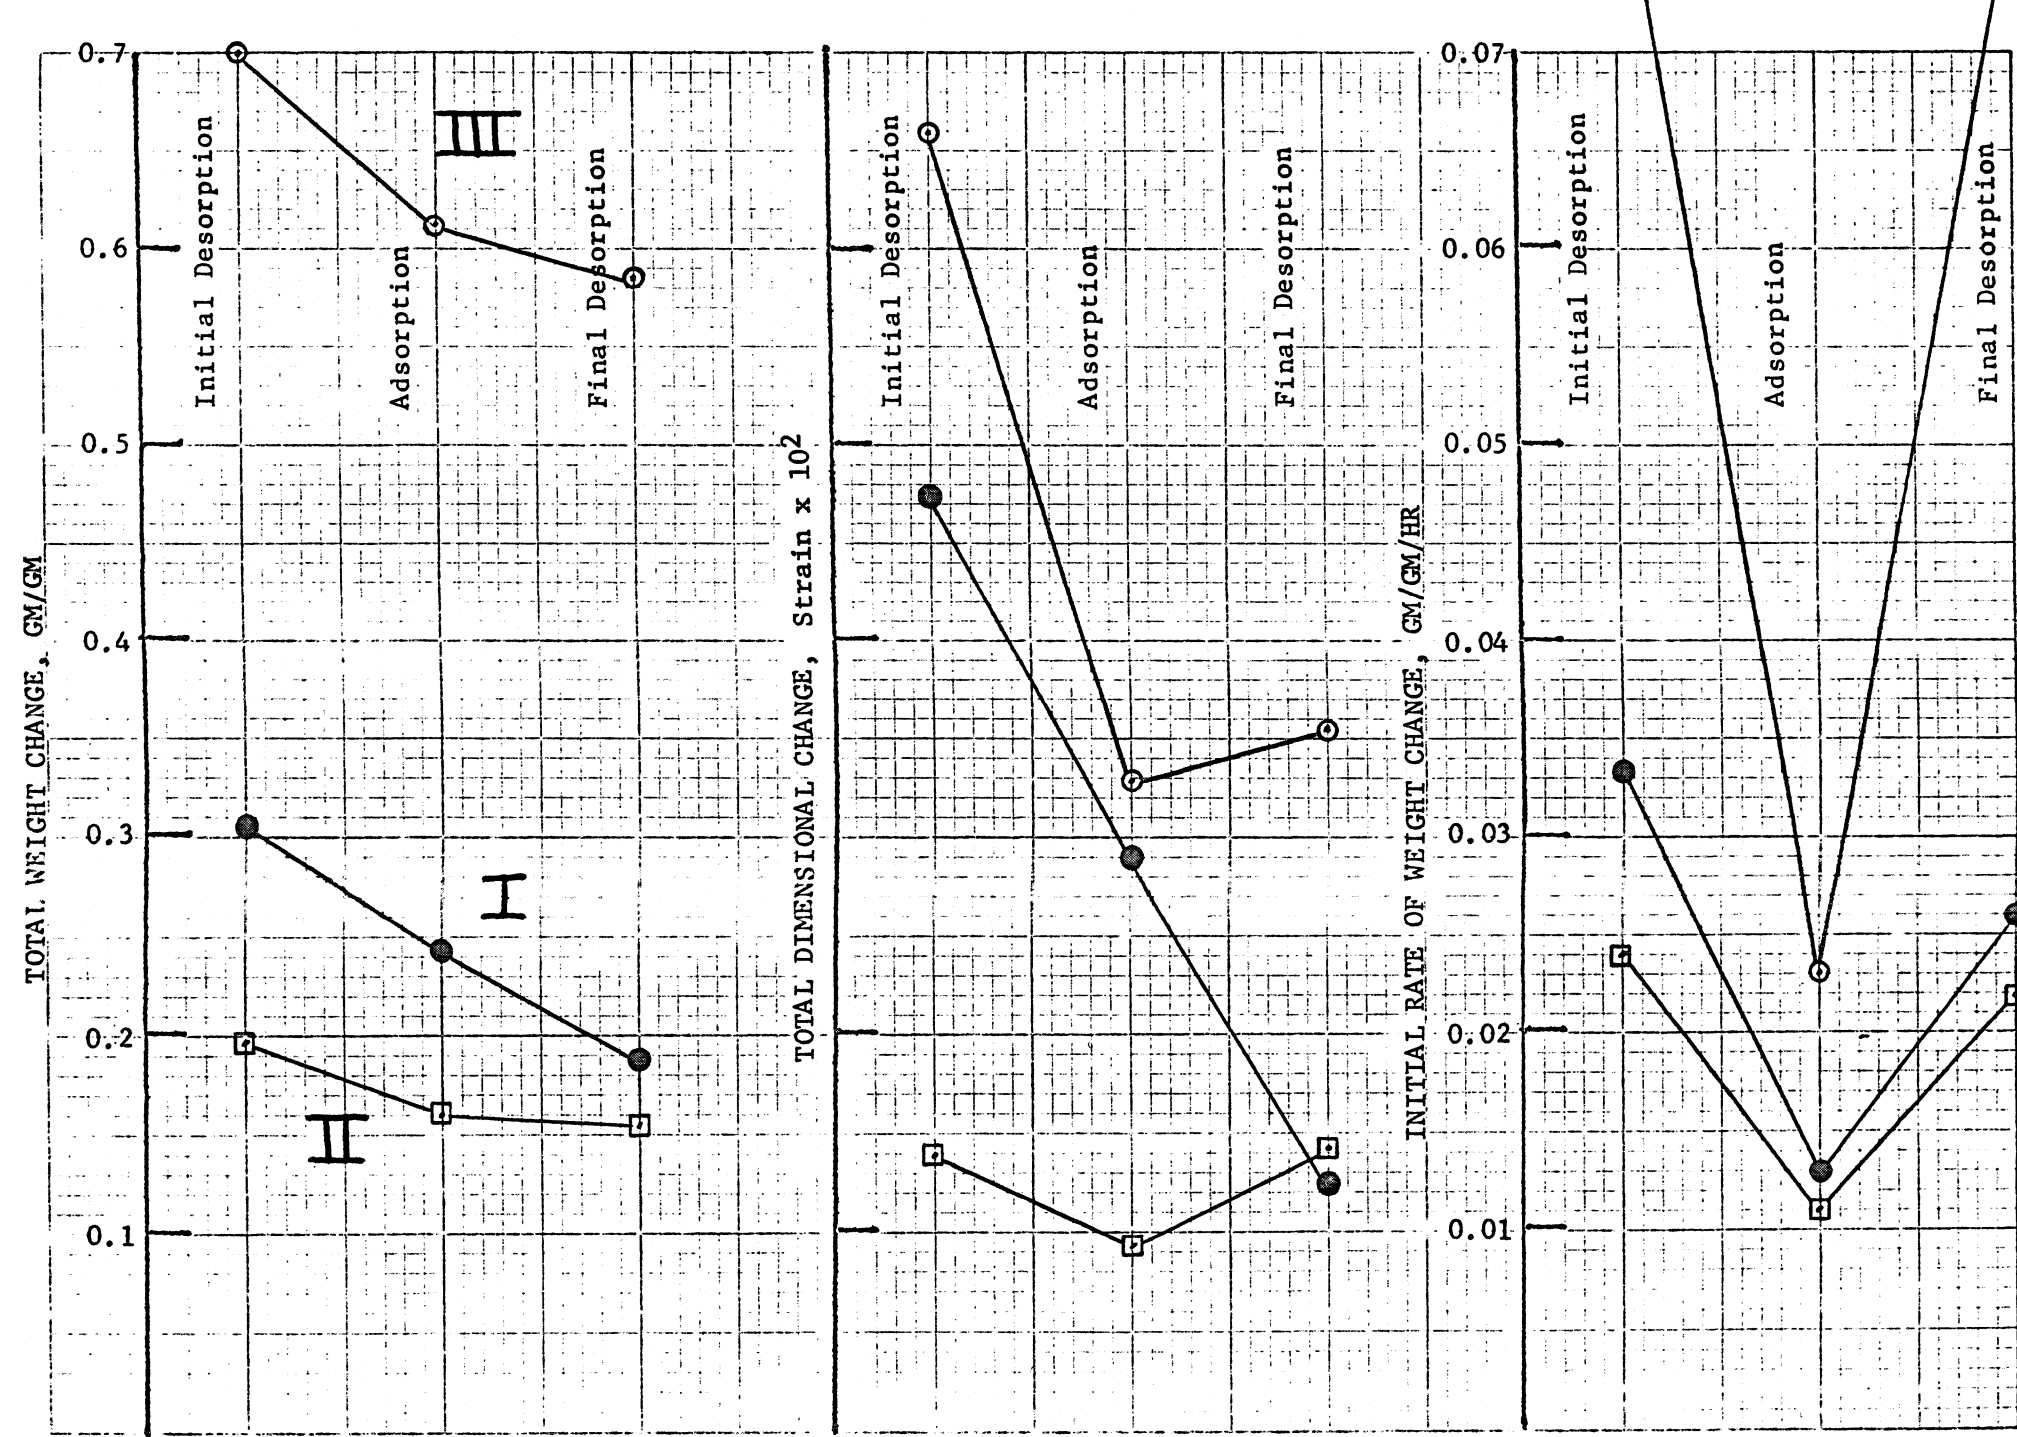 TOTAL WEIGHT CHANGE, GM/GM
0.7
0.6
0.5
0.4
0.3
0.2
0.1
Initial Desorption
Adsorption
Final Desorption
III
I
II
TOTAL DIMENSIONAL CHANGE, Strain x 10²
Initial Desorption
Adsorption
Final Desorption
INITIAL RATE OF WEIGHT CHANGE, GM/GM/HR
0.07
0.06
0.05
0.04
0.03
0.02
0.01
Initial Desorption
Adsorption
Final Desorption